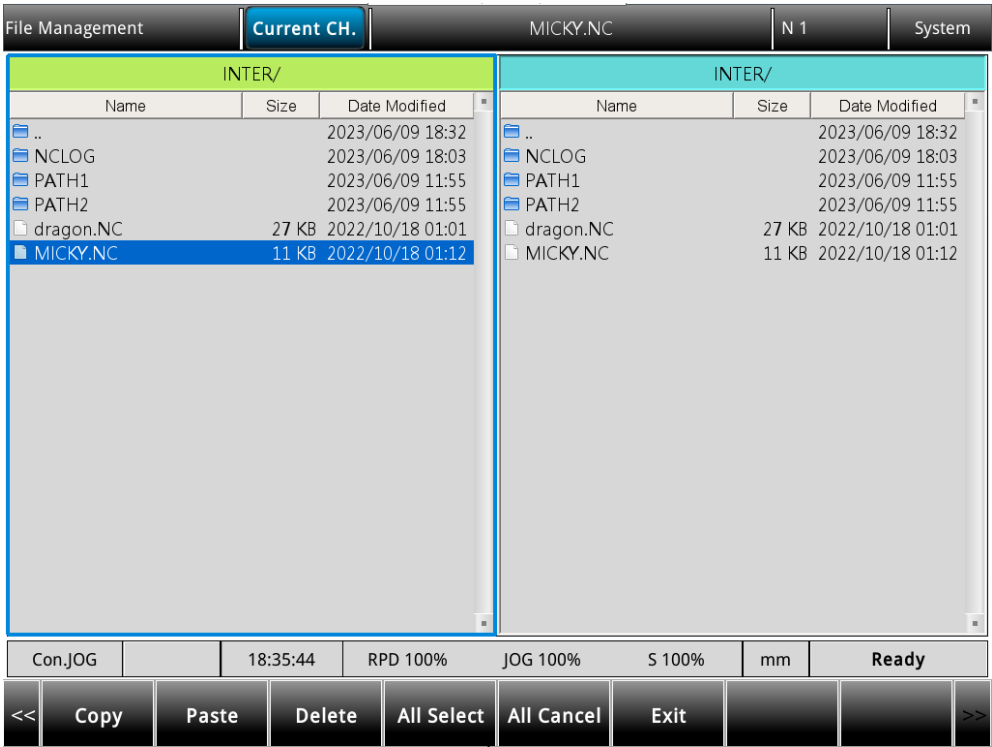 File Management Current CH. MICKY.NC N 1 System
INTER/ INTER/
Name Size Date Modified Name Size Date Modified
.. 2023/06/09 18:32 .. 2023/06/09 18:32
NCLOG 2023/06/09 18:03 NCLOG 2023/06/09 18:03
PATH1 2023/06/09 11:55 PATH1 2023/06/09 11:55
PATH2 2023/06/09 11:55 PATH2 2023/06/09 11:55
dragon.NC 27 KB 2022/10/18 01:01 dragon.NC 27 KB 2022/10/18 01:01
MICKY.NC 11 KB 2022/10/18 01:12 MICKY.NC 11 KB 2022/10/18 01:12
Con.JOG 18:35:44 RPD 100% JOG 100% S 100% mm Ready
<< Copy Paste Delete All Select All Cancel Exit >>